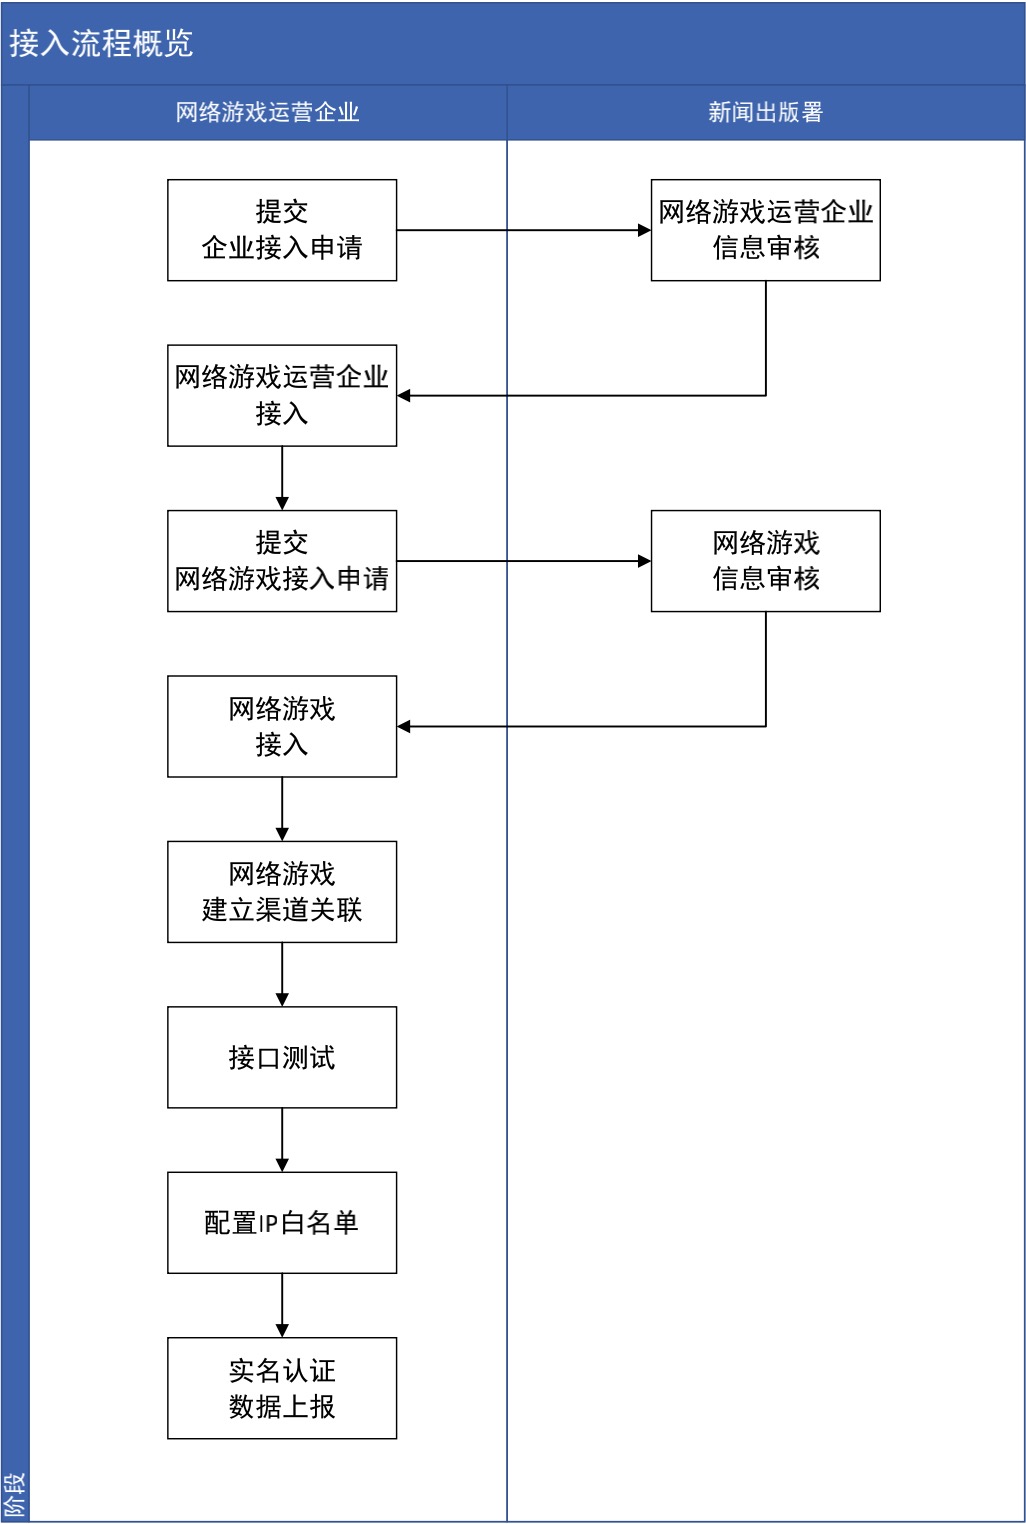 接入流程概览
网络游戏运营企业
新闻出版署
提交
企业接入申请
网络游戏运营企业
信息审核
网络游戏运营企业
接入
提交
网络游戏接入申请
网络游戏
信息审核
网络游戏
接入
网络游戏
建立渠道关联
接口测试
配置IP白名单
实名认证
数据上报
阶段